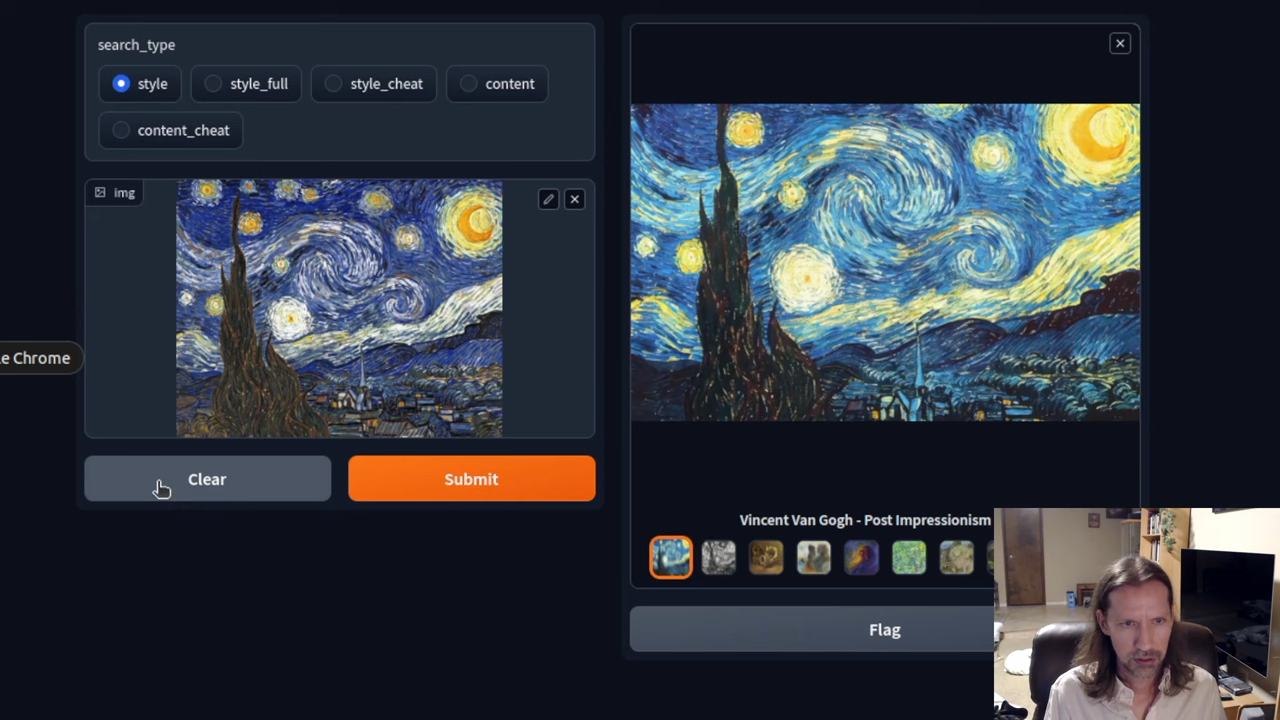 search_type
style
style_full
style_cheat
content
content_cheat
img
Chrome
Clear
Submit
Vincent Van Gogh - Post Impressionism
Flag